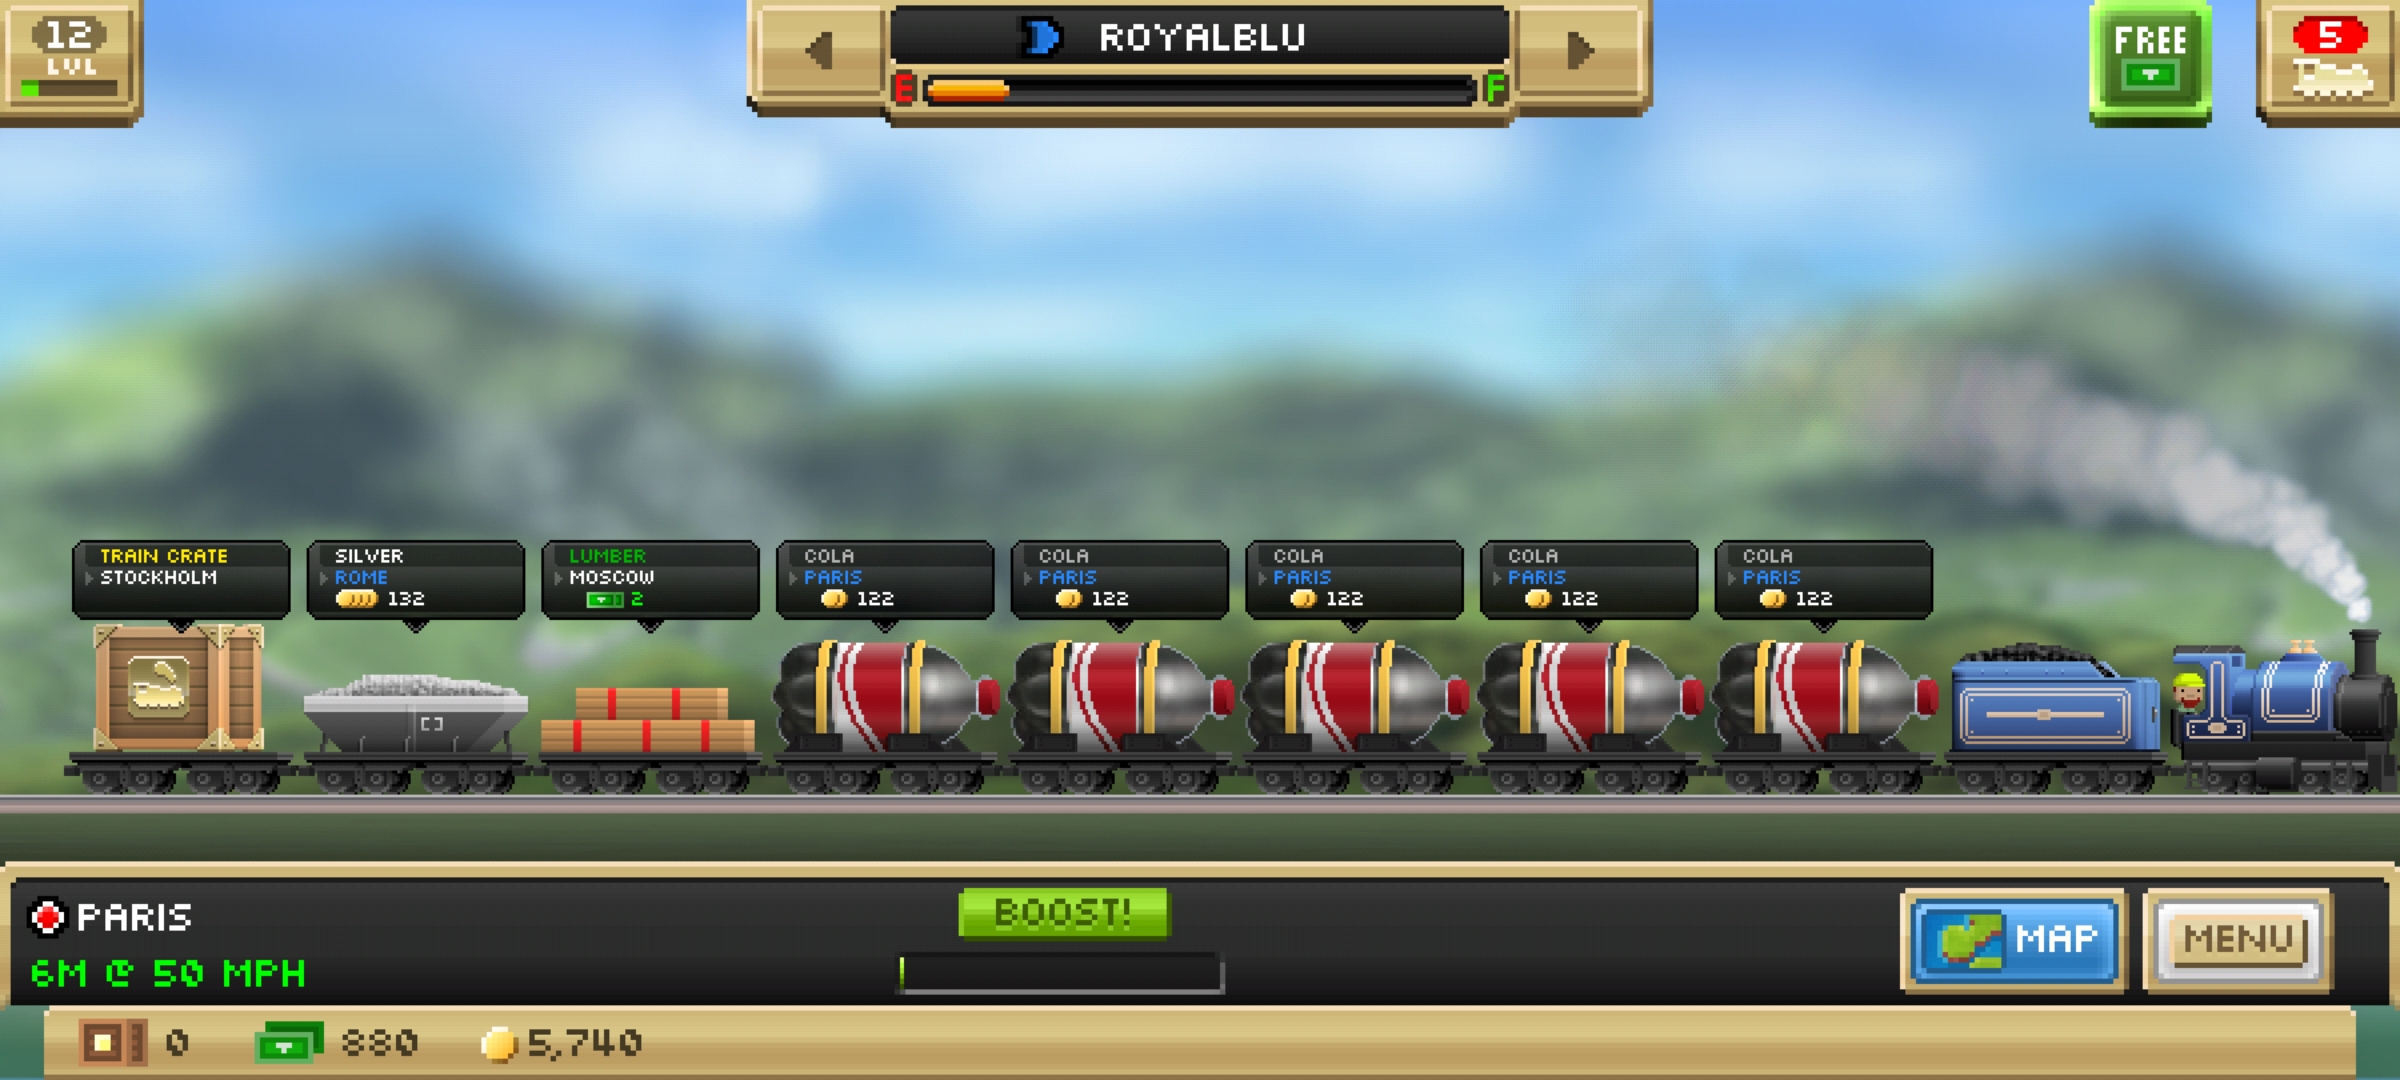 12
LVL
ROYALBLU
E F
FREE
5
TRAIN CRATE
STOCKHOLM
SILVER
ROME
132
LUMBER
MOSCOW
2
COLA
PARIS
122
COLA
PARIS
122
COLA
PARIS
122
COLA
PARIS
122
COLA
PARIS
122
PARIS
6M @ 50 MPH
BOOST!
MAP
MENU
0
880
5,740